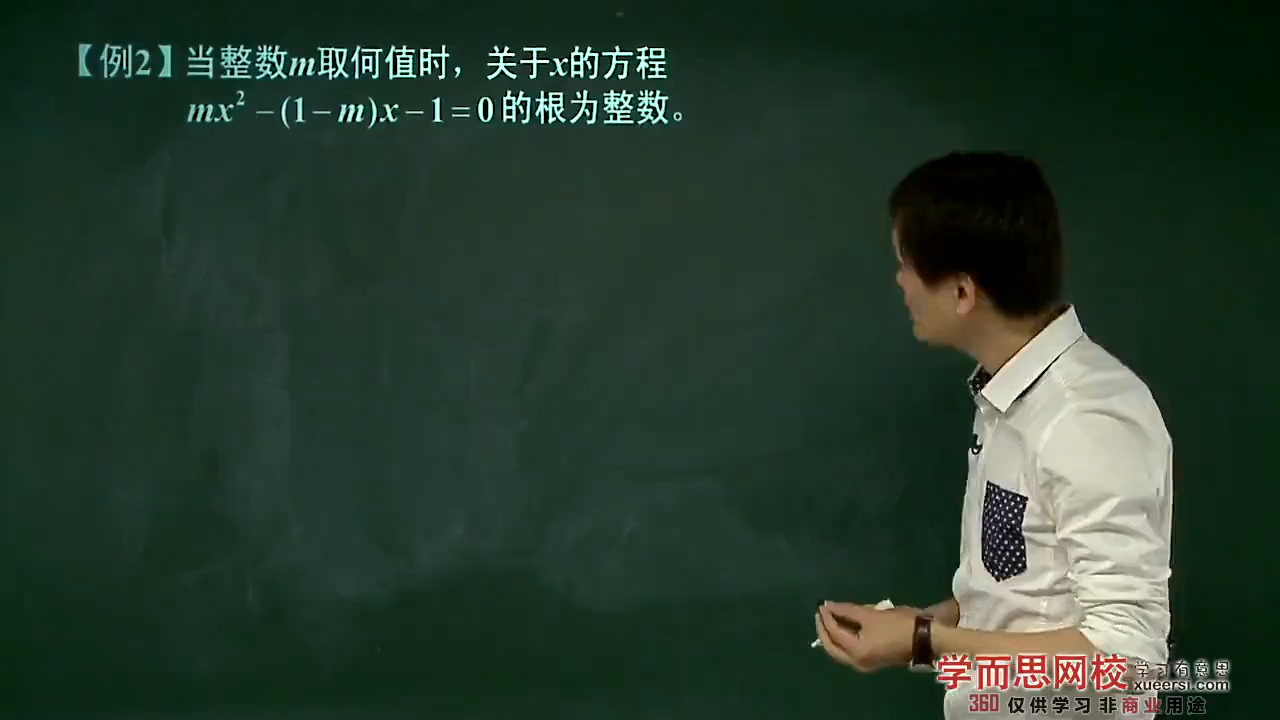 【例2】当整数m取何值时，关于x的方程
mx²-(1-m)x-1=0的根为整数。
学而思网校 学习有意思
xueersi.com
360 仅供学习 非商业用途